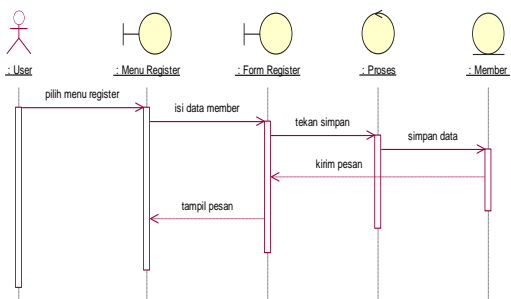 : User
: Menu Register
: Form Register
: Proses
: Member
pilih menu register
isi data member
tekan simpan
simpan data
kirim pesan
tampil pesan